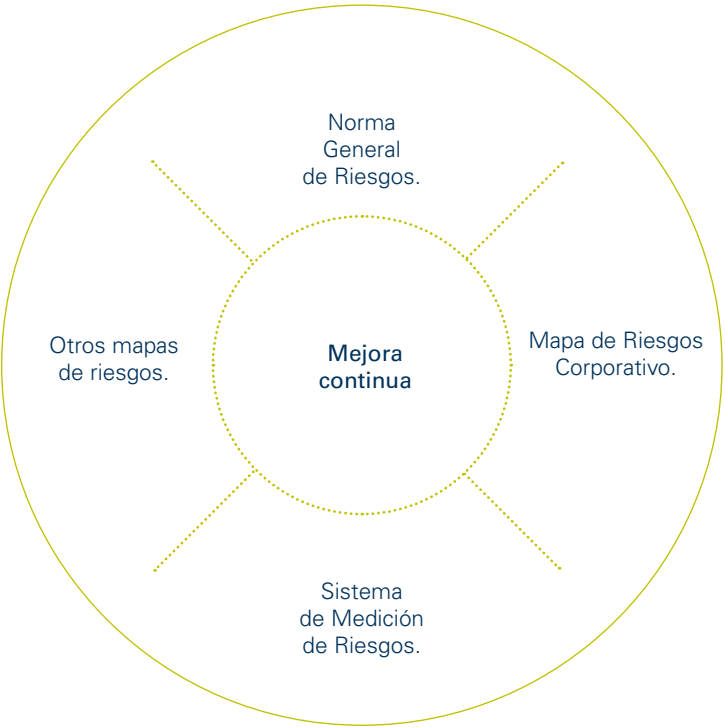 Norma
General
de Riesgos.
Otros mapas
de riesgos.
Mejora
continua
Mapa de Riesgos
Corporativo.
Sistema
de Medición
de Riesgos.